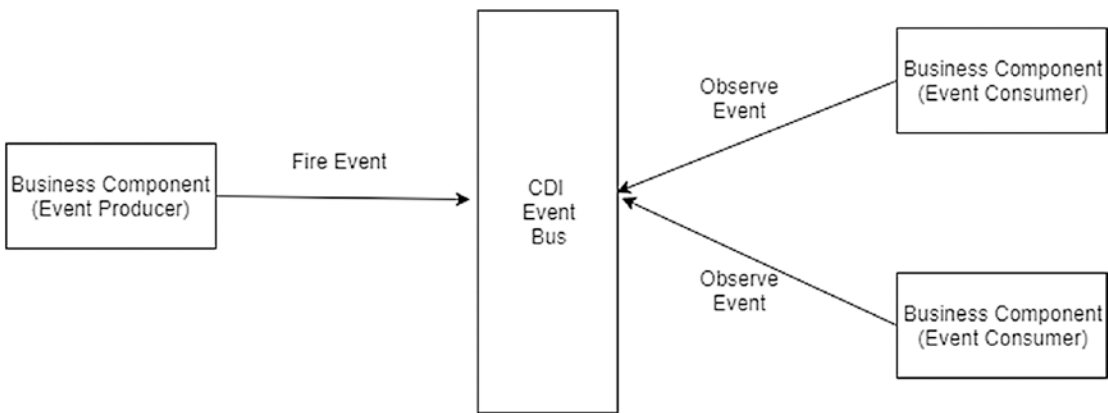 Business Component
(Event Producer)
Fire Event
CDI
Event
Bus
Observe
Event
Business Component
(Event Consumer)
Observe
Event
Business Component
(Event Consumer)